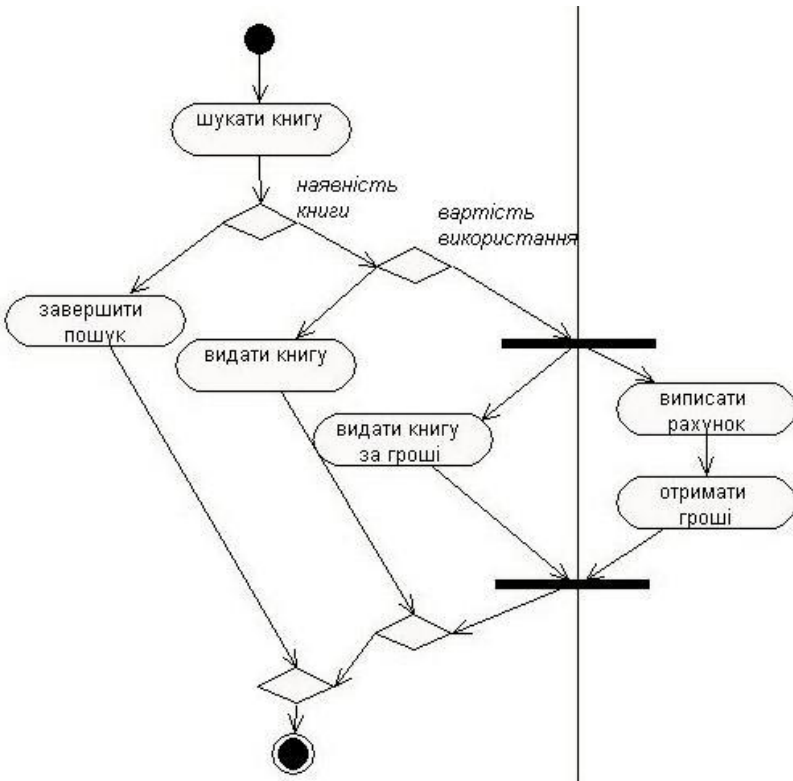 шукати книгу
наявність
книги
вартість
використання
завершити
пошук
видати книгу
видати книгу
за гроші
виписати
рахунок
отримати
гроші